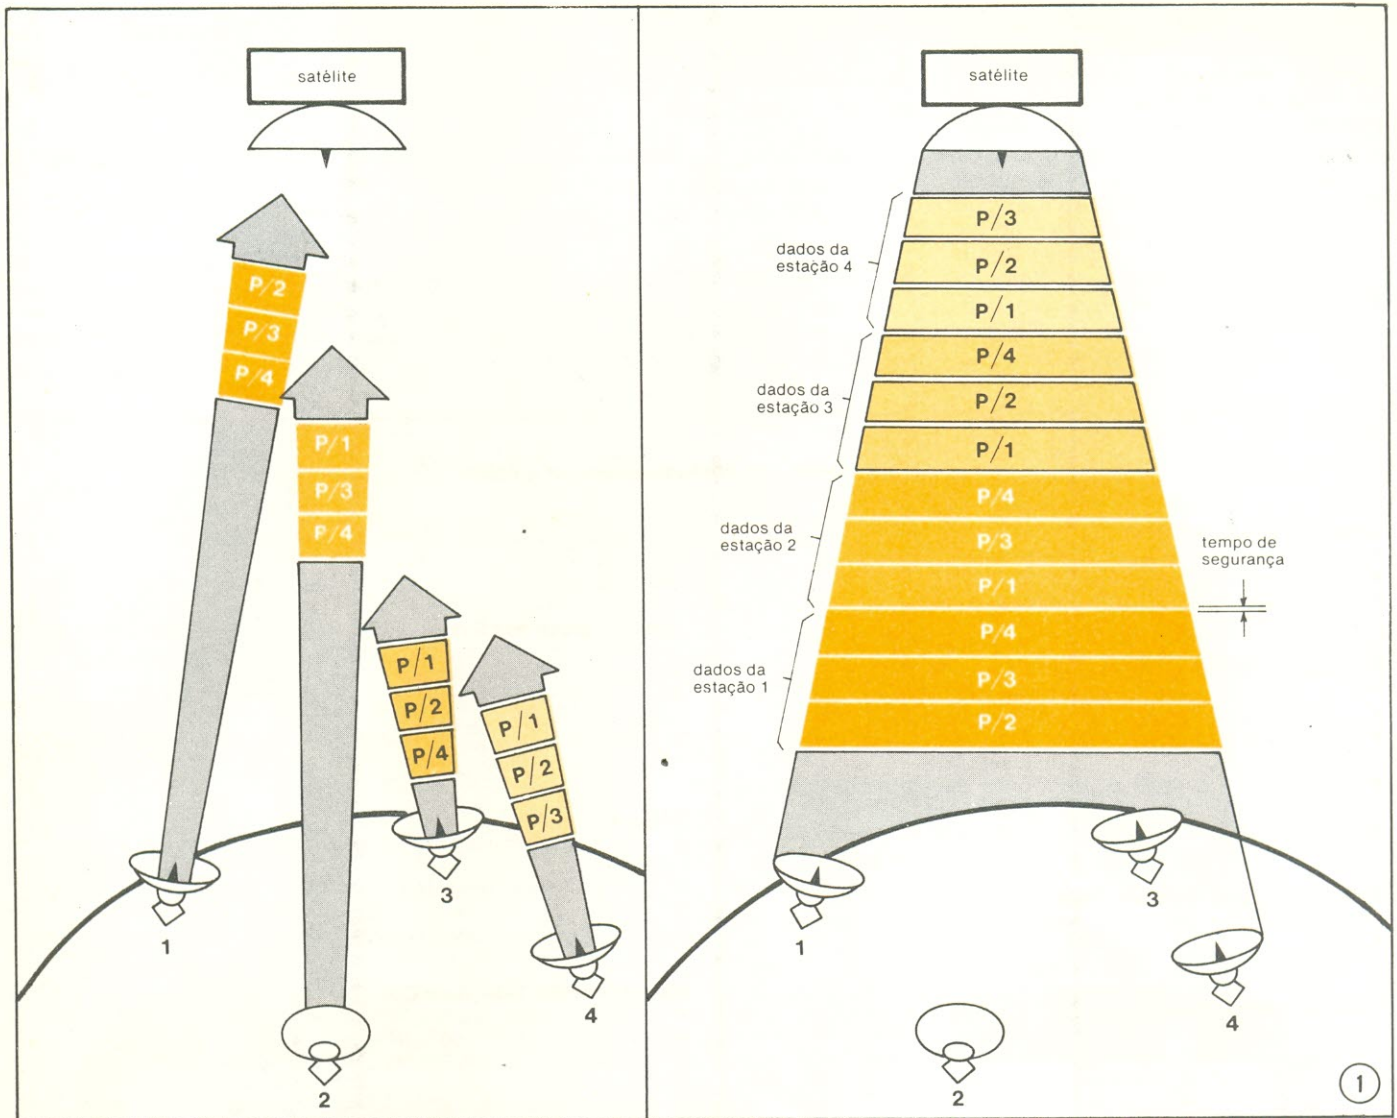 satélite
P/2
P/3
P/4
P/1
P/3
P/4
P/1
P/2
P/4
P/1
P/2
P/3
1
2
3
4
satélite
dados da
estação 4
P/3
P/2
P/1
dados da
estação 3
P/4
P/2
P/1
dados da
estação 2
P/4
P/3
P/1
tempo de
segurança
dados da
estação 1
P/4
P/3
P/2
1
3
4
2
1